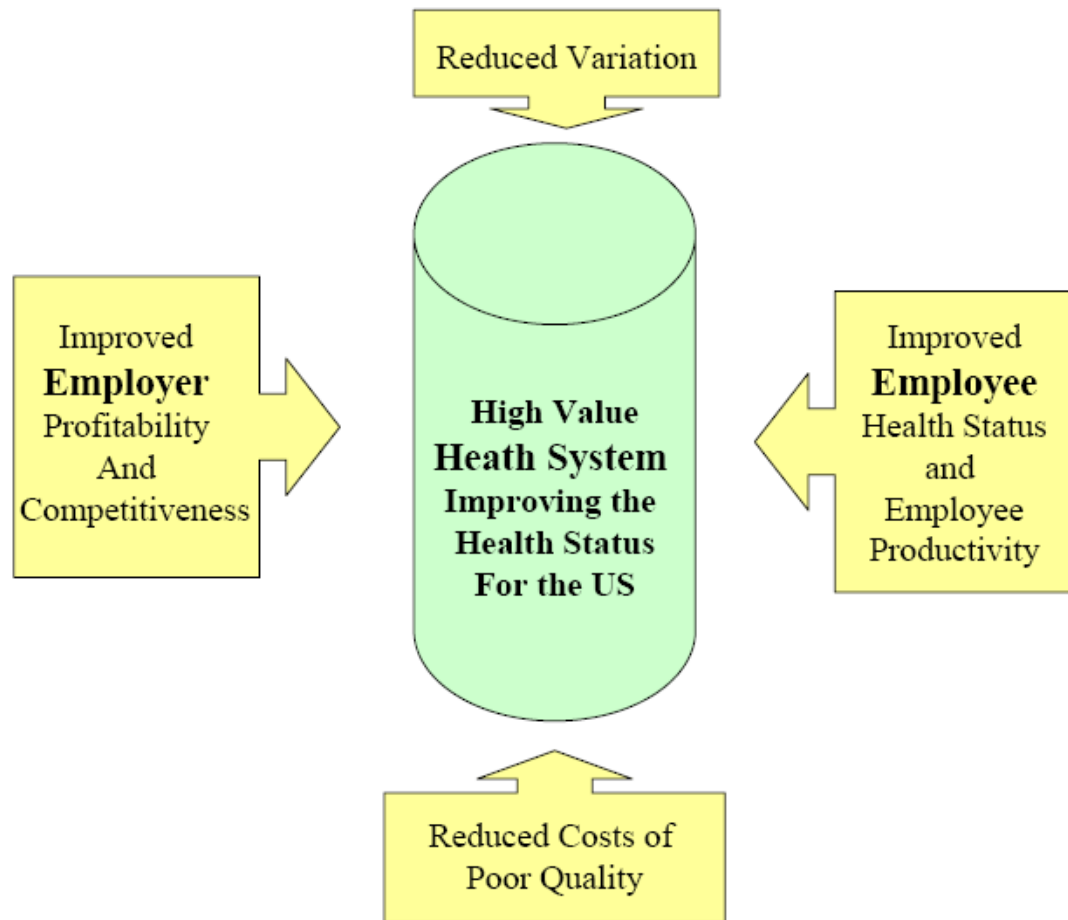 Reduced Variation
Improved
Employer
Profitability
And
Competitiveness
High Value
Heath System
Improving the
Health Status
For the US
Improved
Employee
Health Status
and
Employee
Productivity
Reduced Costs of
Poor Quality